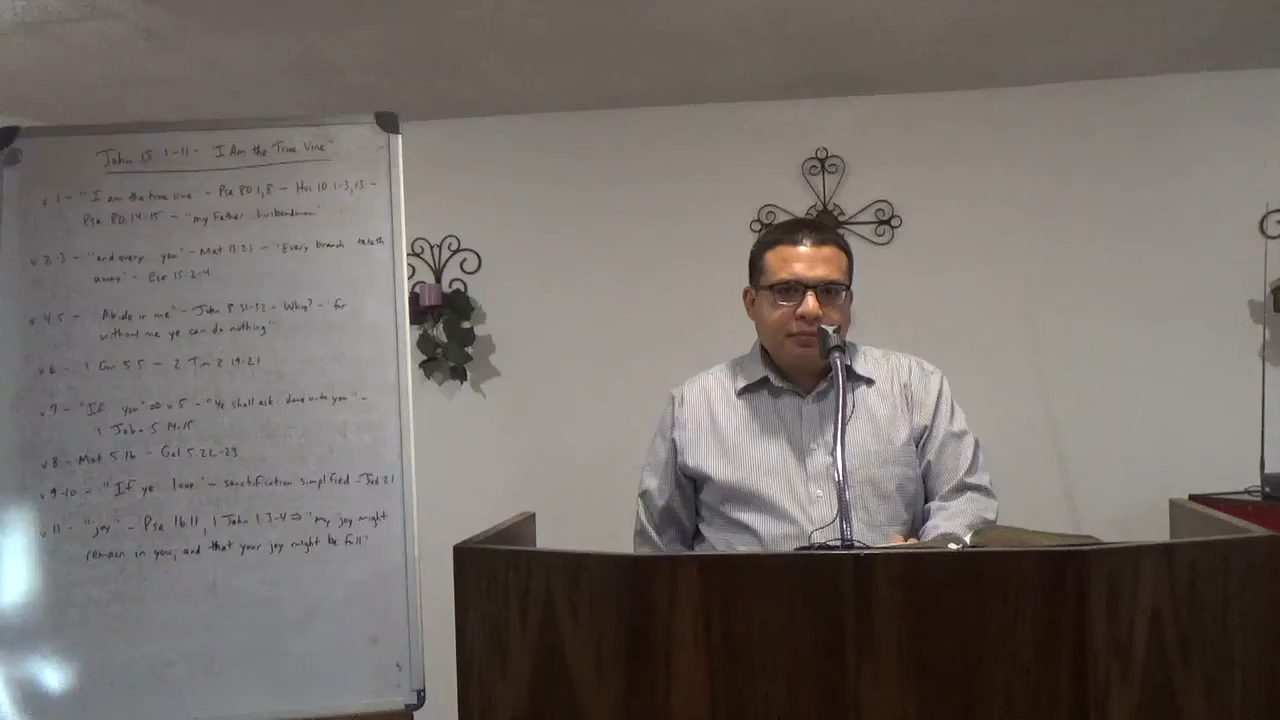 John 15:1-11 - "I Am the True Vine"
v 1 - "I am the true vine" - Psa 80:1,8 - Hos 10:1-3,13 -
Psa 80:14-15 - "my Father husbandman"
v 2-3 - "and every you" - Mat 13:23 - "Every branch taketh
away" - Eze 15:2-4
v 4-5 - "Abide in me" - John 8:31-32 - Why? - "for
without me ye can do nothing"
v 6 - 1 Cor 5:5 - 2 Tim 2:19-21
v 7 - "If you" ⇒ v 5 - "Ye shall ask done unto you" -
1 John 5:14-15
v 8 - Mat 5:16 - Gal 5:22-23
v 9-10 - "If ye love" - sanctification simplified - Jud 21
v 11 - "joy" - Psa 16:11, 1 John 1:3-4 ⇒ "my joy might
remain in you, and that your joy might be full"